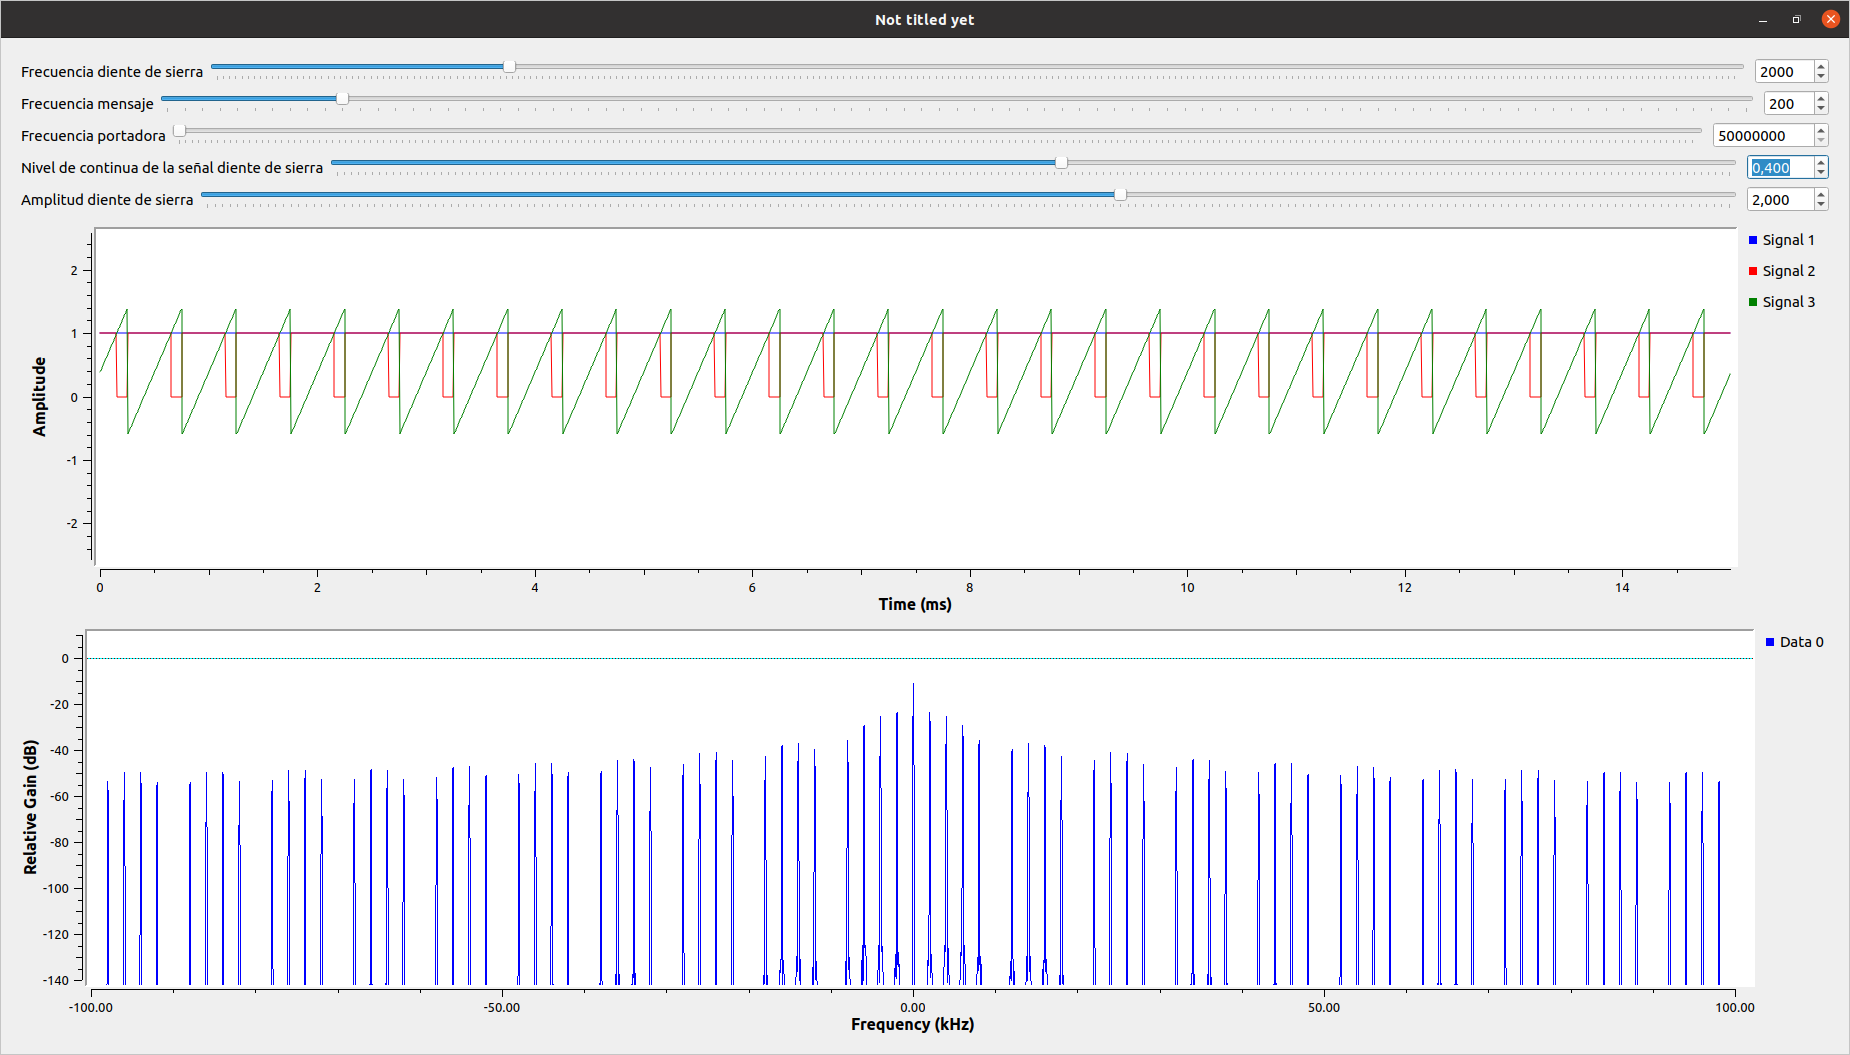 Not titled yet
Frecuencia diente de sierra 2000
Frecuencia mensaje 200
Frecuencia portadora 50000000
Nivel de continua de la señal diente de sierra 0,400
Amplitud diente de sierra 2,000
Signal 1
Signal 2
Signal 3
Amplitude
2
1
0
-1
-2
0 2 4 6 8 10 12 14
Time (ms)
Data 0
Relative Gain (dB)
0
-20
-40
-60
-80
-100
-120
-140
-100.00 -50.00 0.00 50.00 100.00
Frequency (kHz)